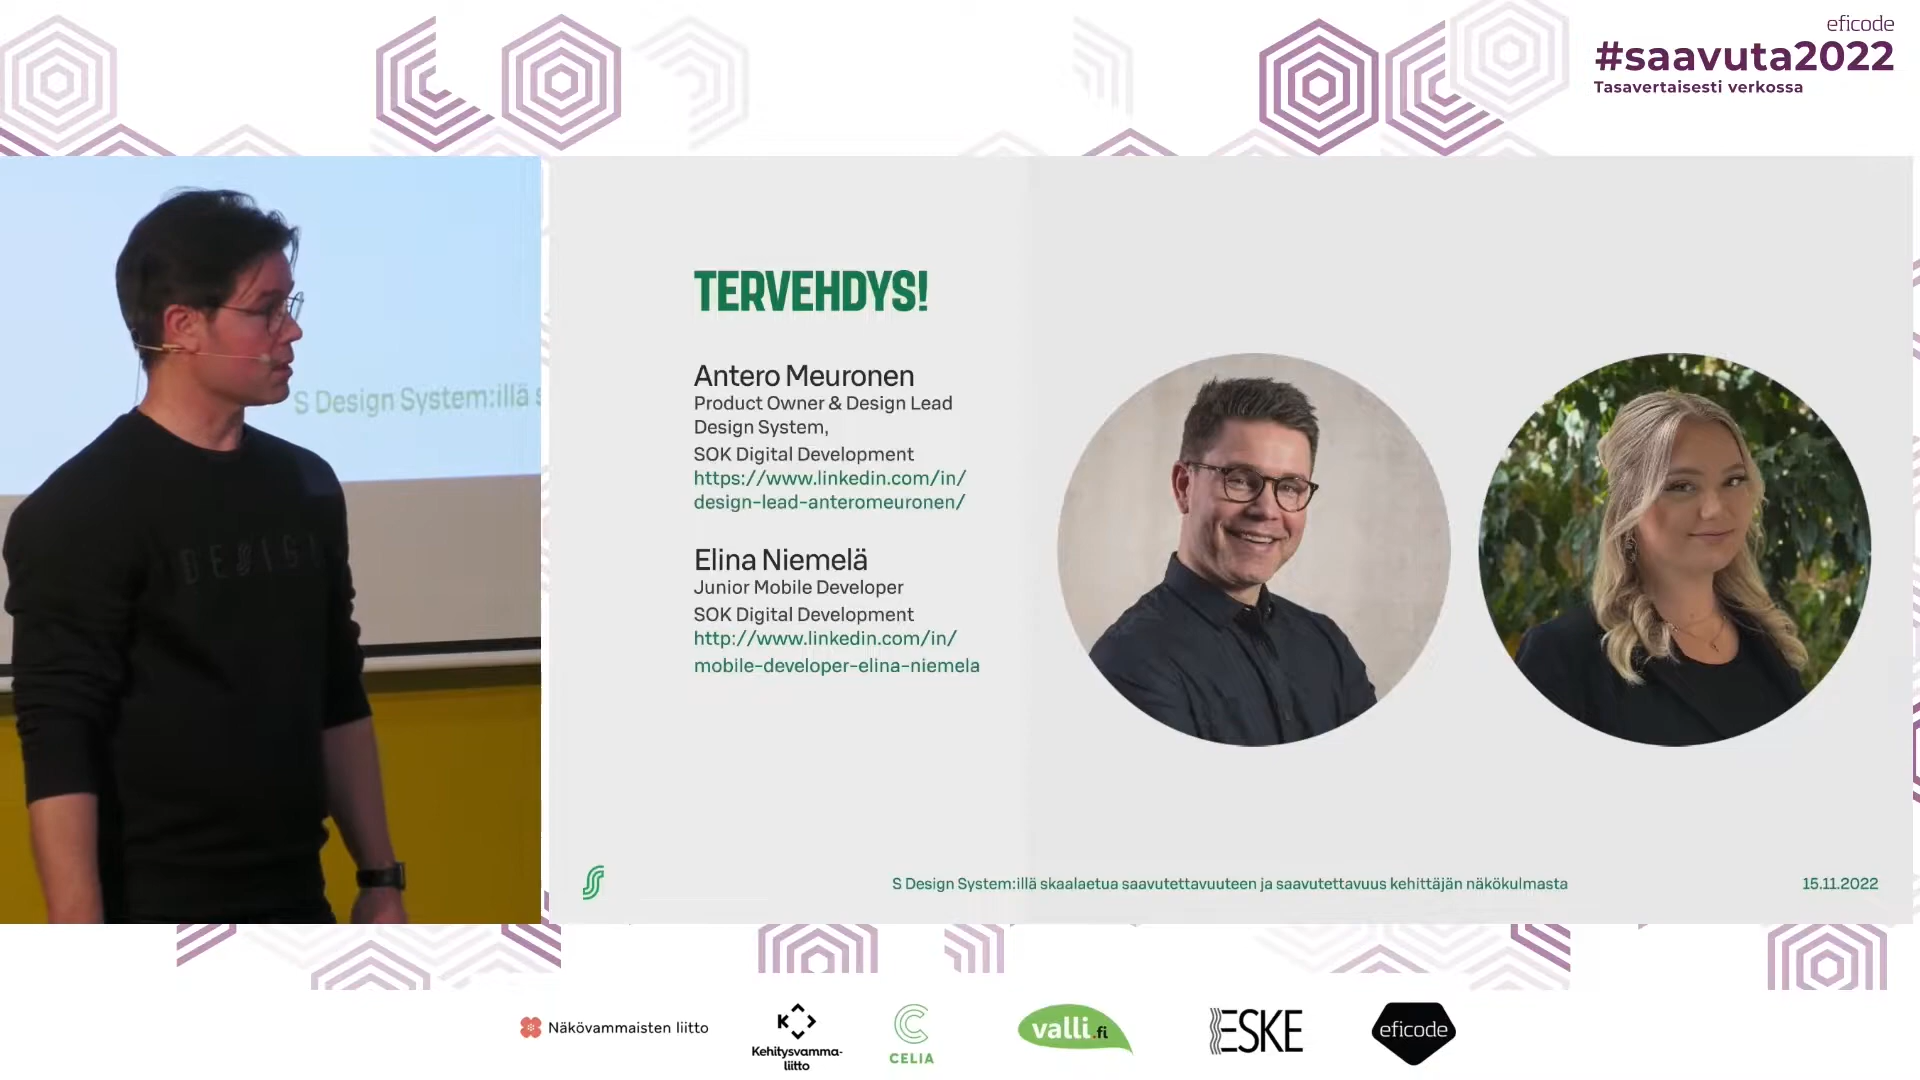 eficode
#saavuta2022
Tasavertaisesti verkossa
S Design System:illä s
DESIGN
TERVEHDYS!
Antero Meuronen
Product Owner & Design Lead
Design System,
SOK Digital Development
https://www.linkedin.com/in/
design-lead-anteromeuronen/
Elina Niemelä
Junior Mobile Developer
SOK Digital Development
http://www.linkedin.com/in/
mobile-developer-elina-niemela
S Design System:illä skaalaetua saavutettavuuteen ja saavutettavuus kehittäjän näkökulmasta
15.11.2022
Näkövammaisten liitto
Kehitysvamma-
liitto
CELIA
valli.fi
ESKE
eficode